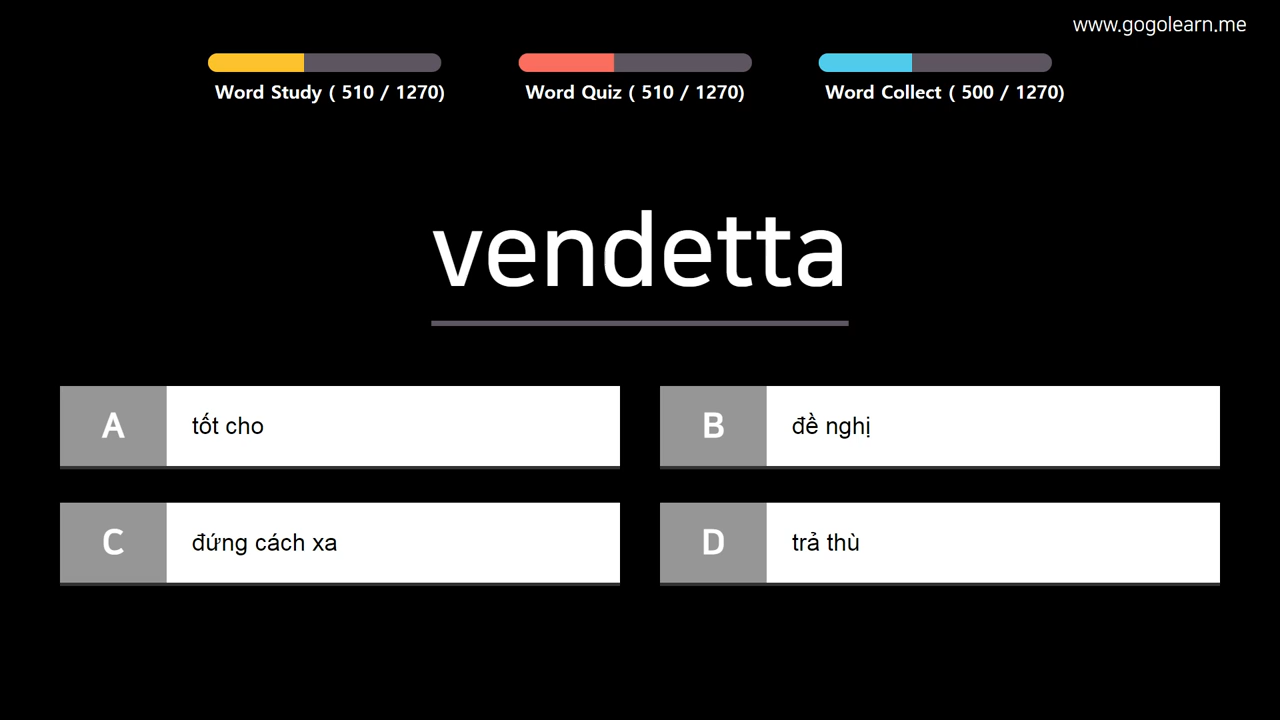 www.gogolearn.me
Word Study ( 510 / 1270)
Word Quiz ( 510 / 1270)
Word Collect ( 500 / 1270)
vendetta
A tốt cho
B đề nghị
C đứng cách xa
D trả thù